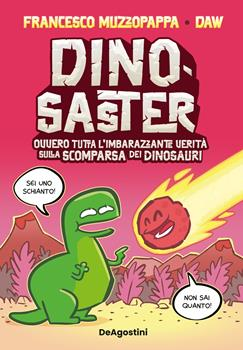 FRANCESCO MUZZOPAPPA • DAW
DINO-
SASTER
OVVERO TUTTA L'IMBARAZZANTE VERITÀ
SULLA SCOMPARSA DEI DINOSAURI
SEI UNO
SCHIANTO!
NON SAI
QUANTO!
DeAgostini